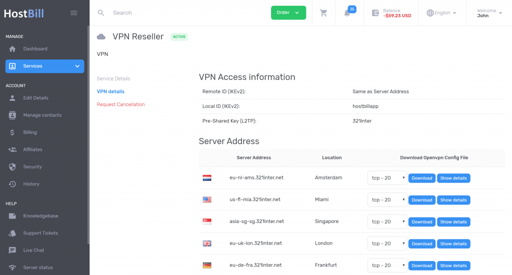 HostBill
Search
Order
35
Balance:
-$59.23 USD
English
Welcome
John
MANAGE
Dashboard
Services
ACCOUNT
Edit Details
Manage contacts
Billing
Affiliates
Security
History
HELP
Knowledgebase
Support Tickets
Live Chat
Server status
VPN Reseller
ACTIVE
VPN
Service Details
VPN details
Request Cancellation
VPN Access information
Remote ID (IKEv2): Same as Server Address
Local ID (IKEv2): hostbillapp
Pre-Shared Key (L2TP): 321inter
Server Address
Server Address Location Download Openvpn Config File
eu-nl-ams.321inter.net Amsterdam tcp - 20 Download Show details
us-fl-mia.321inter.net Miami tcp - 20 Download Show details
asia-sg-sg.321inter.net Singapore tcp - 20 Download Show details
eu-uk-lon.321inter.net London tcp - 20 Download Show details
eu-de-fra.321inter.net Frankfurt tcp - 20 Download Show details